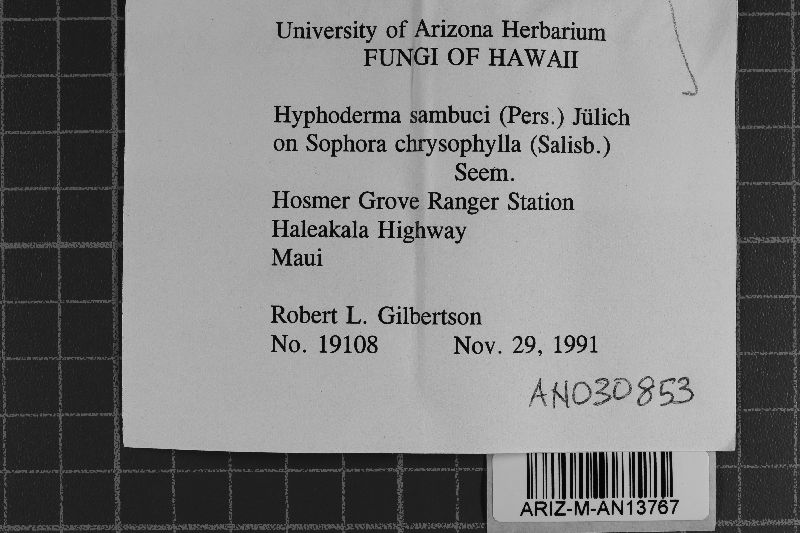 University of Arizona Herbarium
FUNGI OF HAWAII
Hyphoderma sambuci (Pers.) Jülich
on Sophora chrysophylla (Salisb.)
Seem.
Hosmer Grove Ranger Station
Haleakala Highway
Maui
Robert L. Gilbertson
No. 19108 Nov. 29, 1991
AN030853
ARIZ-M-AN13767